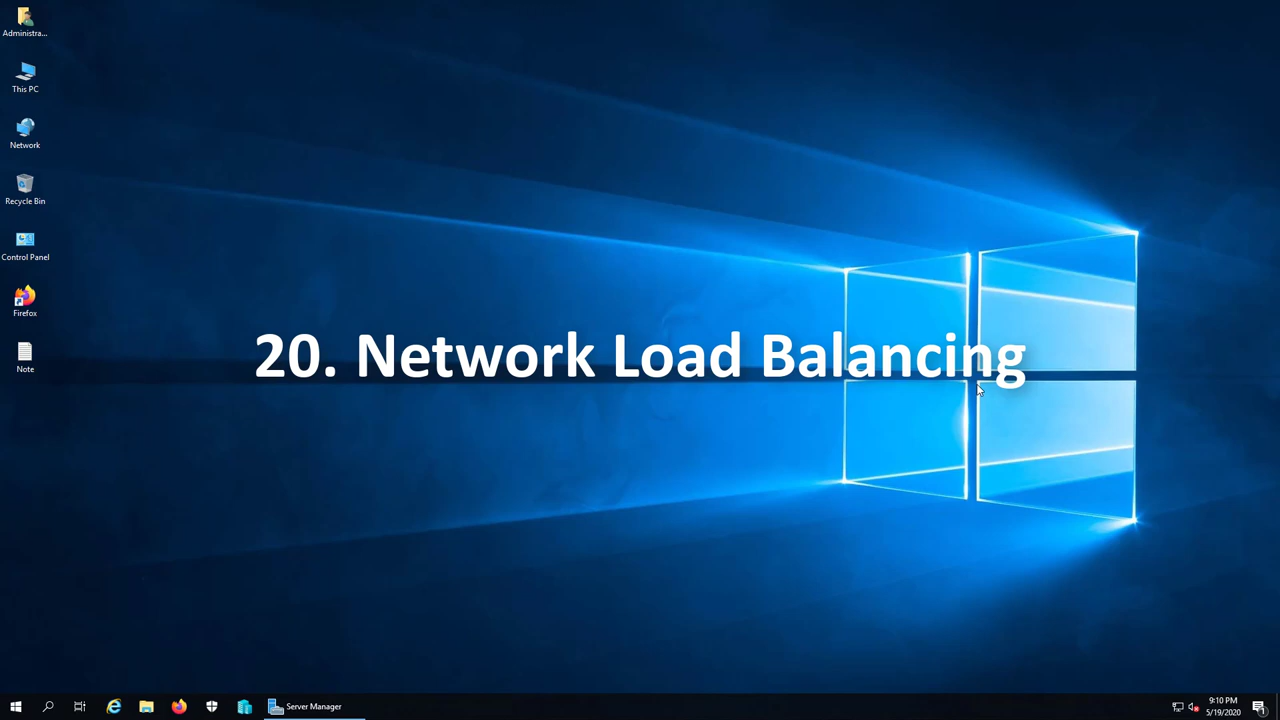 Administra...
This PC
Network
Recycle Bin
Control Panel
Firefox
Note
20. Network Load Balancing
Server Manager
9:10 PM
5/19/2020
1